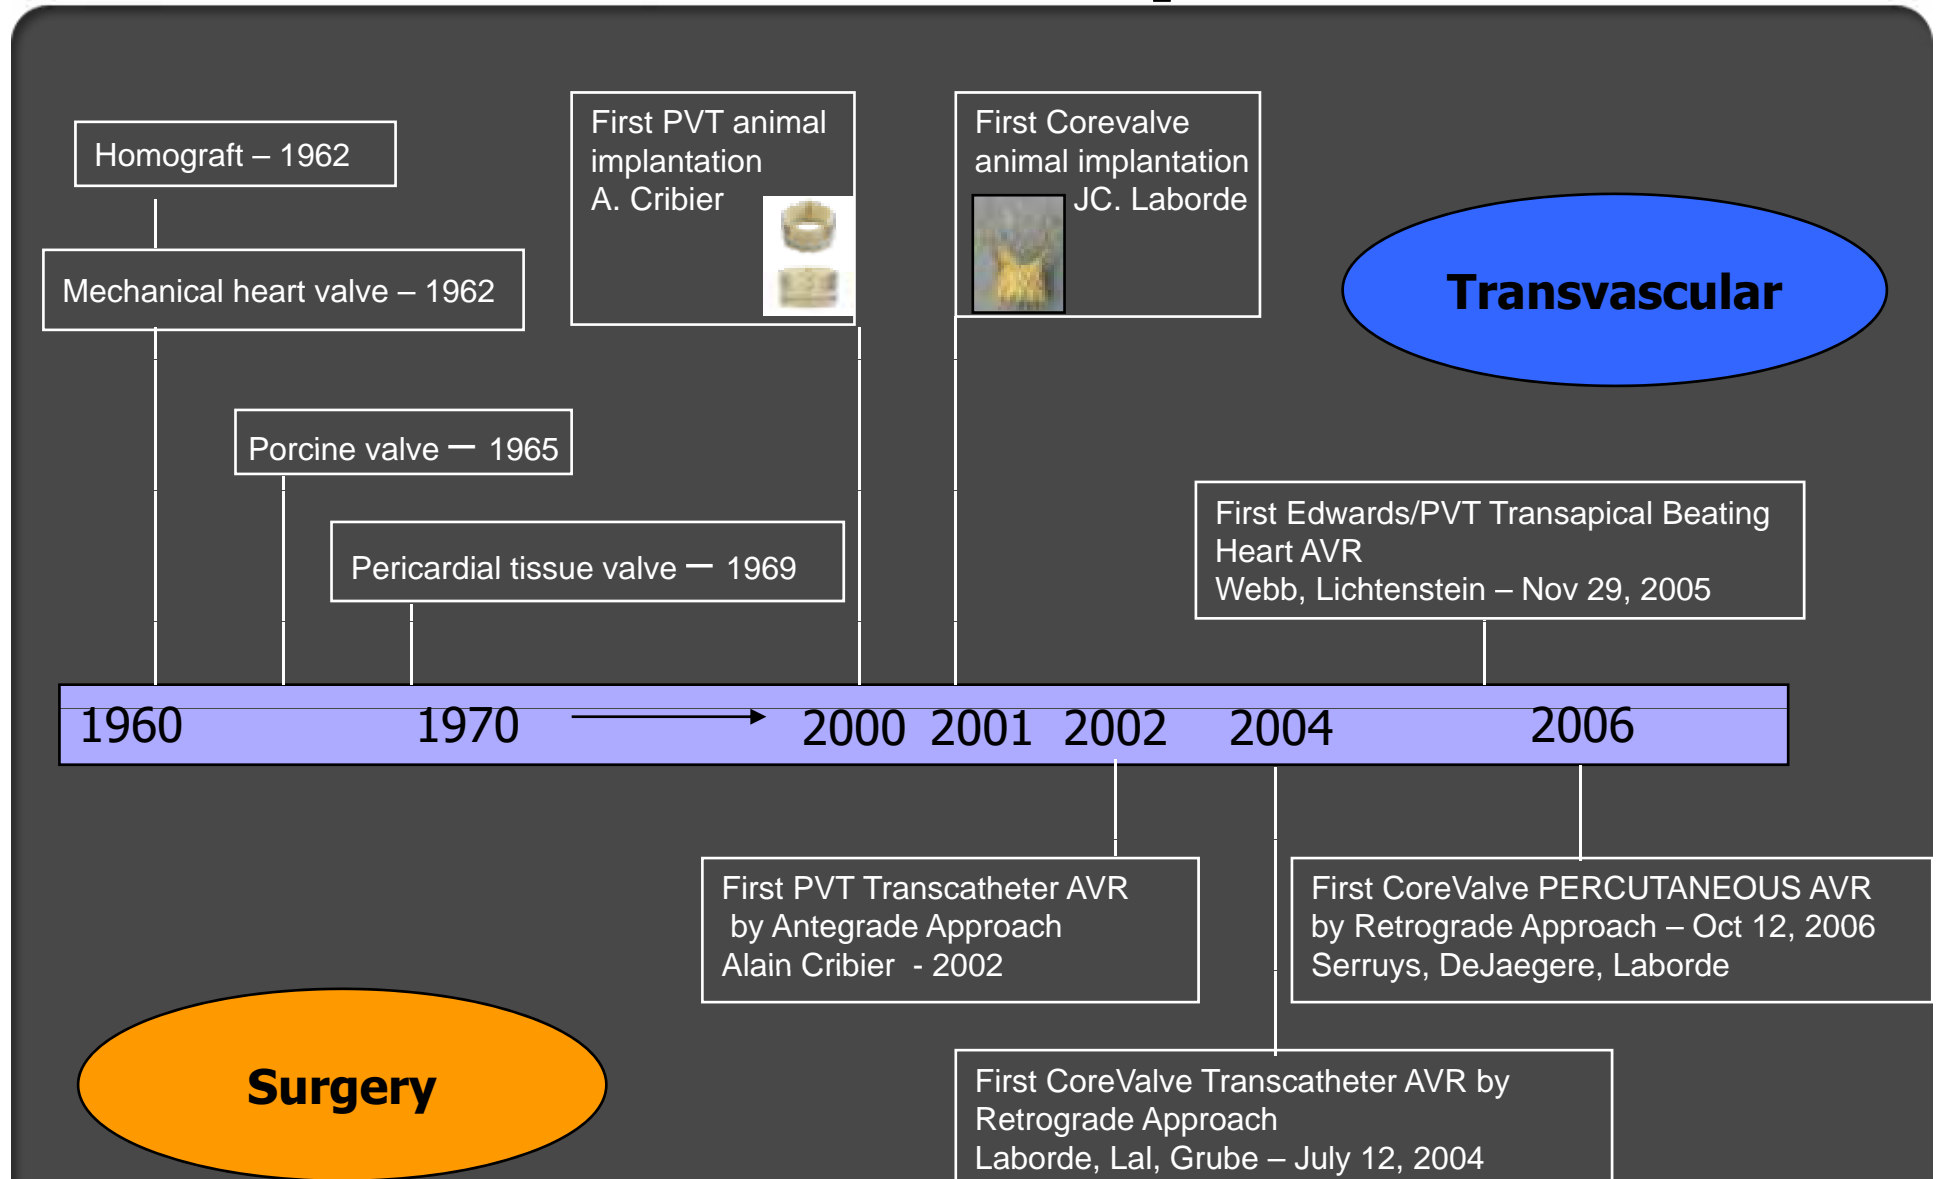 Homograft – 1962
Mechanical heart valve – 1962
First PVT animal
implantation
A. Cribier
First Corevalve
animal implantation
JC. Laborde
Transvascular
Porcine valve – 1965
Pericardial tissue valve – 1969
First Edwards/PVT Transapical Beating
Heart AVR
Webb, Lichtenstein – Nov 29, 2005
1960 1970 2000 2001 2002 2004 2006
First PVT Transcatheter AVR
by Antegrade Approach
Alain Cribier - 2002
First CoreValve PERCUTANEOUS AVR
by Retrograde Approach – Oct 12, 2006
Serruys, DeJaegere, Laborde
Surgery
First CoreValve Transcatheter AVR by
Retrograde Approach
Laborde, Lal, Grube – July 12, 2004